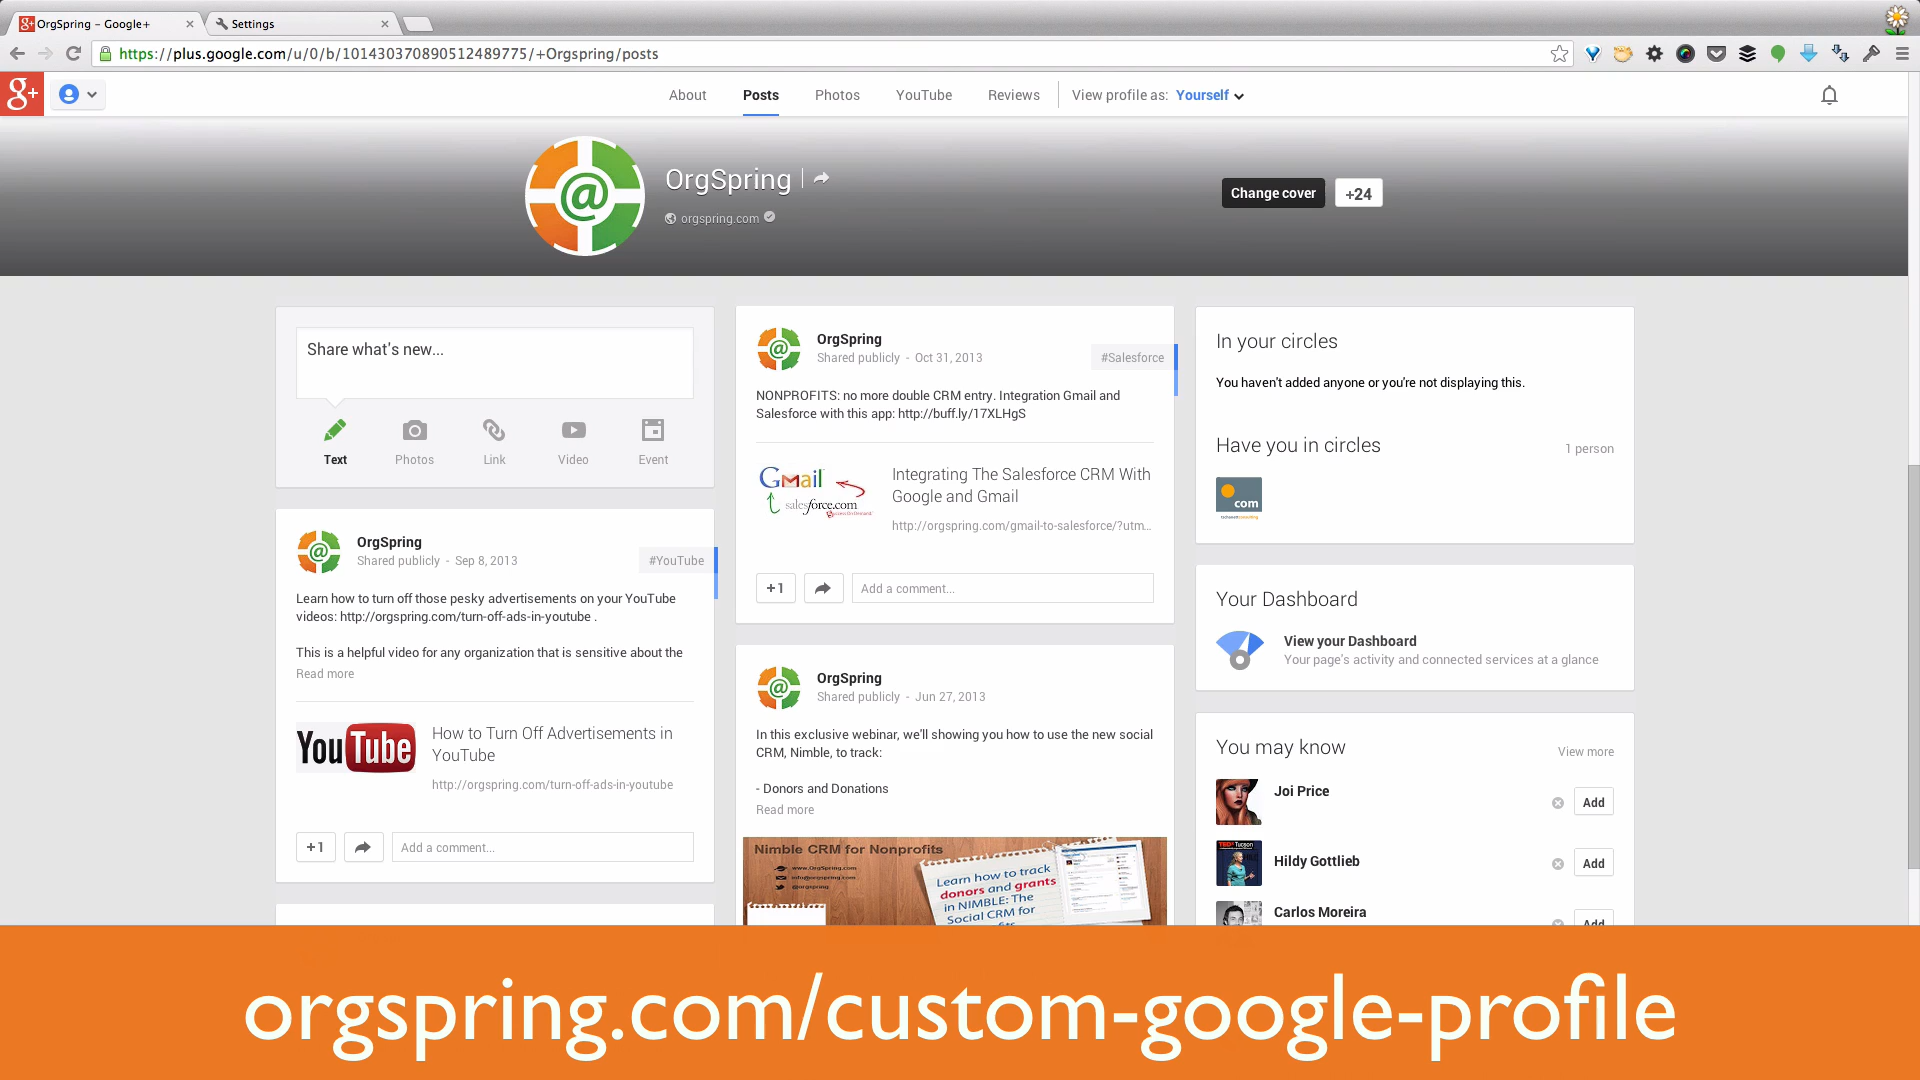 OrgSpring - Google+
Settings
https://plus.google.com/u/0/b/101430370890512489775/+Orgspring/posts
g+
About
Posts
Photos
YouTube
Reviews
View profile as: Yourself
OrgSpring
orgspring.com
Change cover
+24
Share what's new...
Text
Photos
Link
Video
Event
OrgSpring
Shared publicly - Sep 8, 2013
#YouTube
Learn how to turn off those pesky advertisements on your YouTube
videos: http://orgspring.com/turn-off-ads-in-youtube .
This is a helpful video for any organization that is sensitive about the
Read more
YouTube
How to Turn Off Advertisements in
YouTube
http://orgspring.com/turn-off-ads-in-youtube
+1
Add a comment...
OrgSpring
Shared publicly - Oct 31, 2013
#Salesforce
NONPROFITS: no more double CRM entry. Integration Gmail and
Salesforce with this app: http://buff.ly/17XLHgS
Gmail
salesforce.com
Success On Demand
Integrating The Salesforce CRM With
Google and Gmail
http://orgspring.com/gmail-to-salesforce/?utm...
+1
Add a comment...
OrgSpring
Shared publicly - Jun 27, 2013
In this exclusive webinar, we'll showing you how to use the new social
CRM, Nimble, to track:
- Donors and Donations
Read more
Nimble CRM for Nonprofits
www.OrgSpring.com
info@orgspring.com
@orgspring
Learn how to track
donors and grants
in NIMBLE: The
Social CRM for
In your circles
You haven't added anyone or you're not displaying this.
Have you in circles
1 person
com
Your Dashboard
View your Dashboard
Your page's activity and connected services at a glance
You may know
View more
Joi Price
Add
TEDxTucson
Hildy Gottlieb
Add
Carlos Moreira
Add
orgspring.com/custom-google-profile